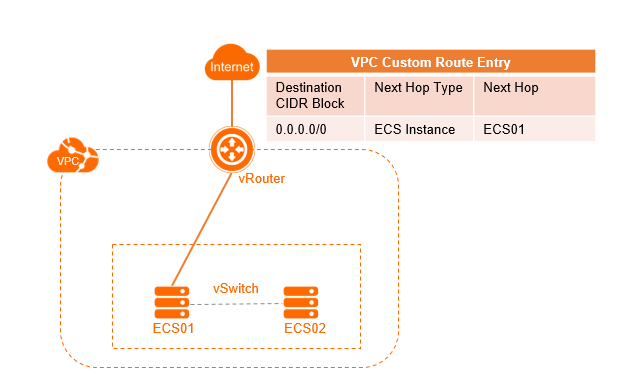 Internet
VPC Custom Route Entry
Destination CIDR Block
Next Hop Type
Next Hop
0.0.0.0/0
ECS Instance
ECS01
VPC
vRouter
vSwitch
ECS01
ECS02